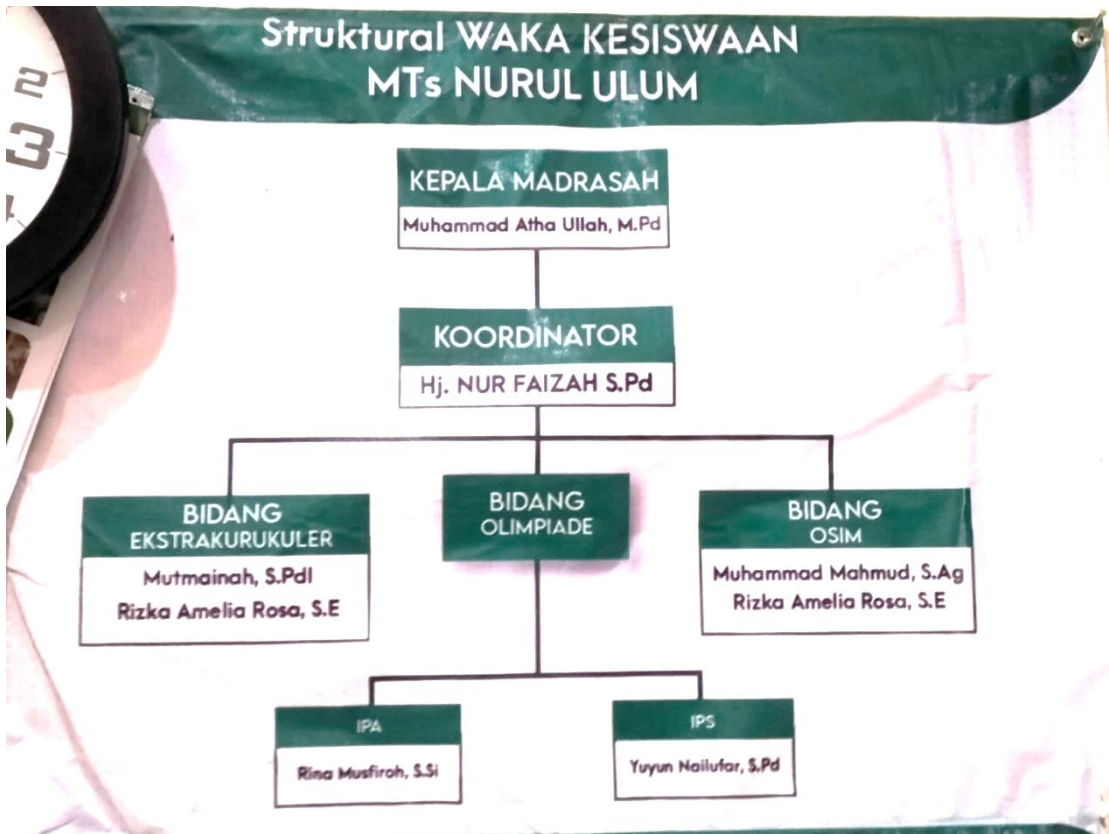 2
3
Struktural WAKA KESISWAAN
MTs NURUL ULUM
KEPALA MADRASAH
Muhammad Atha Ullah, M.Pd
KOORDINATOR
Hj. NUR FAIZAH S.Pd
BIDANG
EKSTRAKURUKULER
Mutmainah, S.PdI
Rizka Amelia Rosa, S.E
BIDANG
OLIMPIADE
BIDANG
OSIM
Muhammad Mahmud, S.Ag
Rizka Amelia Rosa, S.E
IPA
Rina Musfiroh, S.Si
IPS
Yuyun Nailufar, S.Pd